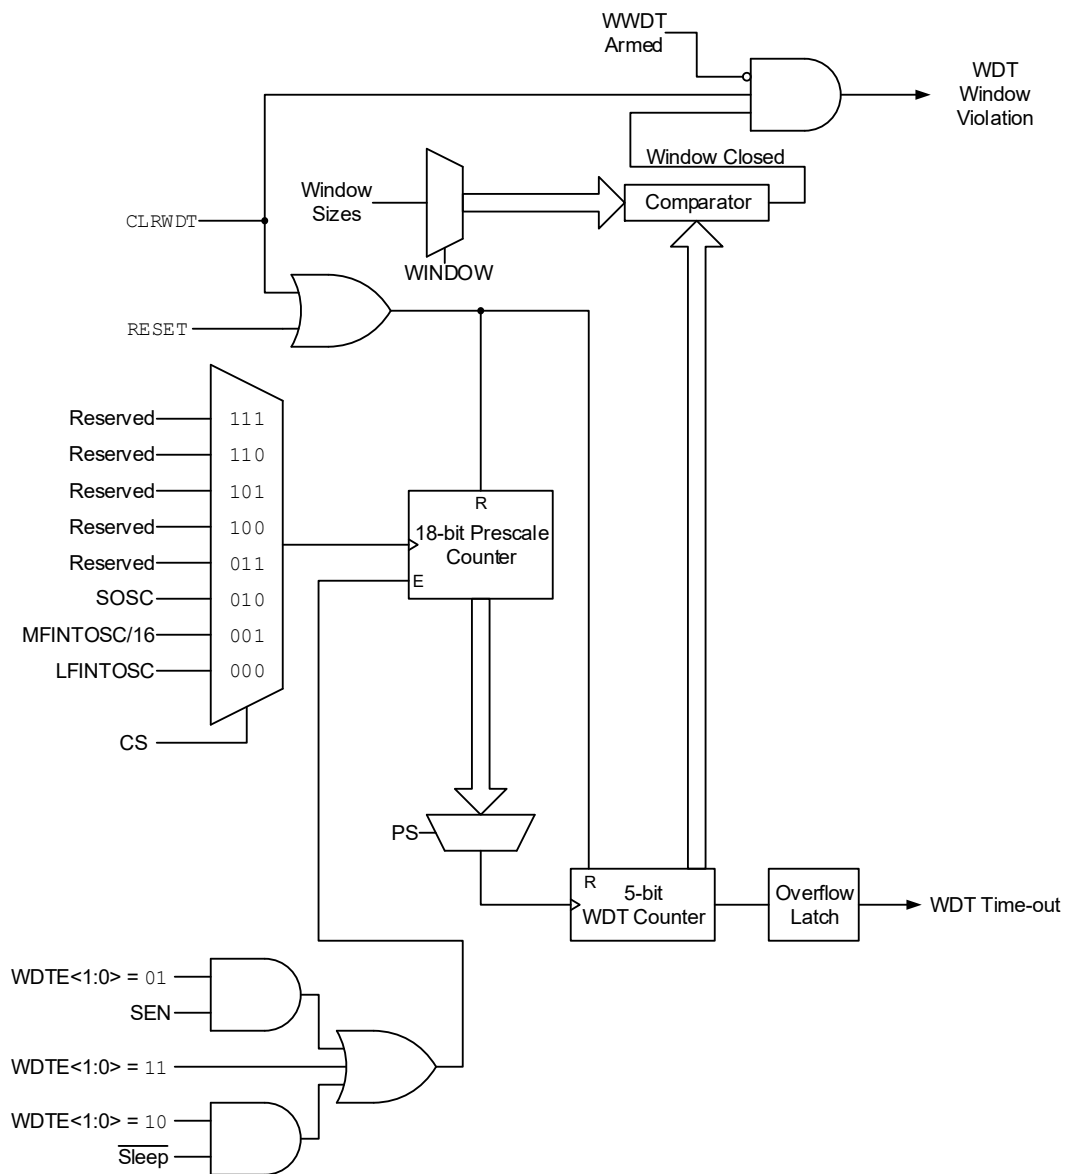 WWDT
Armed
WDT
Window
Violation
Window Closed
Window
Sizes
Comparator
CLRWDT
WINDOW
RESET
Reserved
111
Reserved
110
Reserved
101
Reserved
100
Reserved
011
SOSC
010
MFINTOSC/16
001
LFINTOSC
000
CS
R
18-bit Prescale
Counter
E
PS
R
5-bit
WDT Counter
Overflow
Latch
WDT Time-out
WDTE<1:0> = 01
SEN
WDTE<1:0> = 11
WDTE<1:0> = 10
Sleep